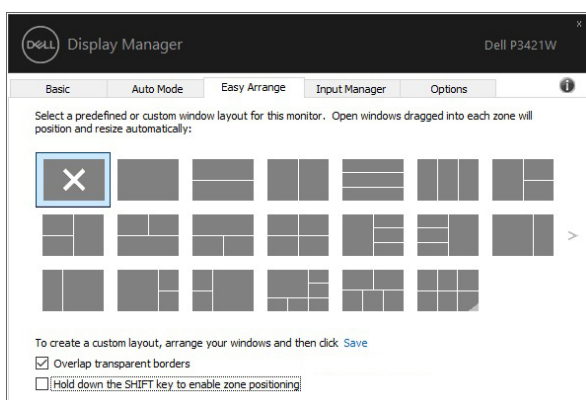 DELL Display Manager
Dell P3421W
Basic Auto Mode Easy Arrange Input Manager Options
Select a predefined or custom window layout for this monitor. Open windows dragged into each zone will
position and resize automatically:
To create a custom layout, arrange your windows and then click Save
Overlap transparent borders
Hold down the SHIFT key to enable zone positioning